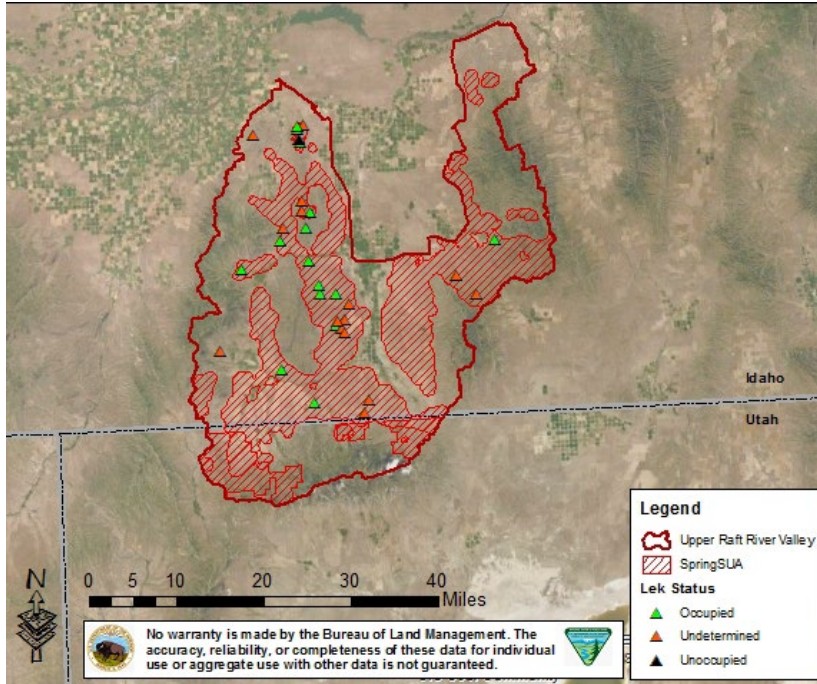 Idaho
Utah
Legend
Upper Raft River Valley
SpringSUA
Lek Status
Occupied
Undetermined
Unoccupied
N
0 5 10 20 30 40
Miles
No warranty is made by the Bureau of Land Management. The
accuracy, reliability, or completeness of these data for individual
use or aggregate use with other data is not guaranteed.